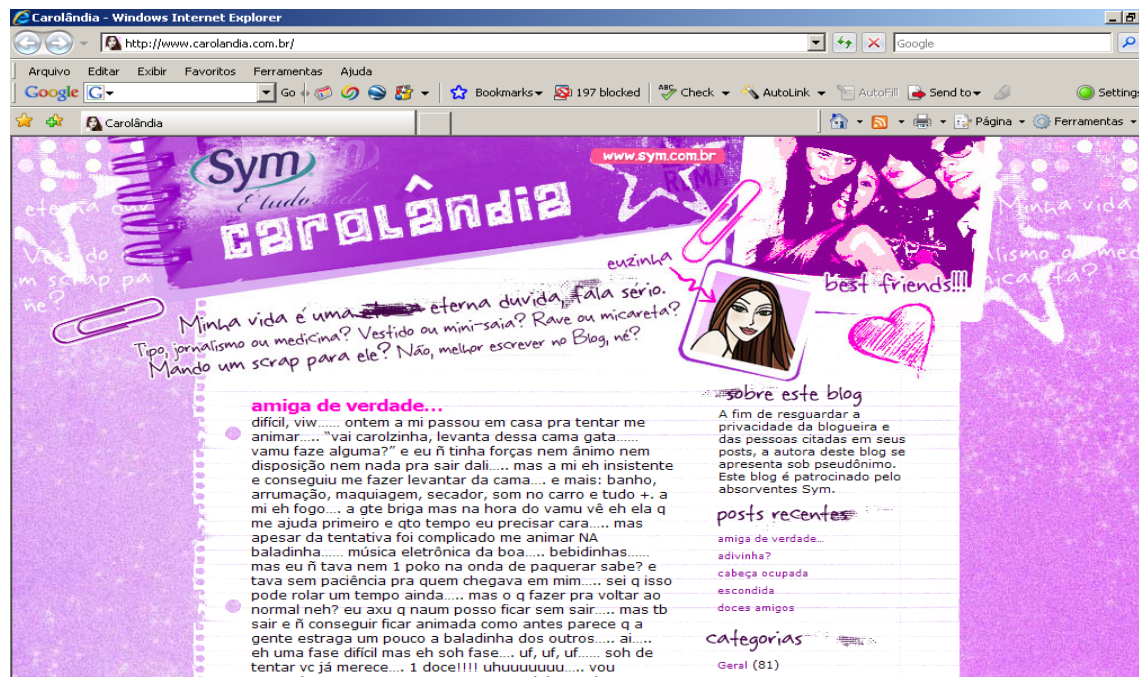 Carolândia - Windows Internet Explorer
http://www.carolandia.com.br/
Google
Arquivo Editar Exibir Favoritos Ferramentas Ajuda
Google G Go Bookmarks 197 blocked ABC Check AutoLink AutoFill Send to Settings
Carolândia
Página Ferramentas
Sym
E tudo
www.sym.com.br
carolândia
euzinha
best friends!!!
Minha vida é uma eterna duvida, fala sério.
Tipo, jornalismo ou medicina? Vestido ou mini-saia? Rave ou micareta?
Mando um scrap para ele? Não, melhor escrever no Blog, né?
amiga de verdade...
difícil, viw...... ontem a mi passou em casa pra tentar me
animar..... “vai carolzinha, levanta dessa cama gata......
vamu faze alguma?” e eu ñ tinha forças nem ânimo nem
disposição nem nada pra sair dali..... mas a mi eh insistente
e conseguiu me fazer levantar da cama.... e mais: banho,
arrumação, maquiagem, secador, som no carro e tudo +. a
mi eh fogo.... a gte briga mas na hora do vamu vê eh ela q
me ajuda primeiro e qto tempo eu precisar cara..... mas
apesar da tentativa foi complicado me animar NA
baladinha...... música eletrônica da boa..... bebidinhas......
mas eu ñ tava nem 1 poko na onda de paquerar sabe? e
tava sem paciência pra quem chegava em mim..... sei q isso
pode rolar um tempo ainda..... mas o q fazer pra voltar ao
normal neh? eu axu q naum posso ficar sem sair..... mas tb
sair e ñ conseguir ficar animada como antes parece q a
gente estraga um pouco a baladinha dos outros..... ai.....
eh uma fase difícil mas eh soh fase.... uf, uf, uf...... soh de
tentar vc já merece.... 1 doce!!!! uhuuuuuuu..... vou
sobre este blog
A fim de resguardar a
privacidade da blogueira e
das pessoas citadas em seus
posts, a autora deste blog se
apresenta sob pseudônimo.
Este blog é patrocinado pelo
absorventes Sym.
posts recentes
amiga de verdade...
adivinha?
cabeça ocupada
escondida
doces amigos
categorias
Geral (81)